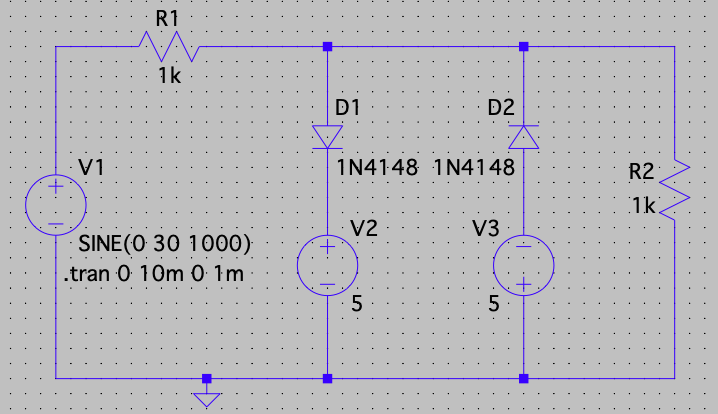 R1
1k
D1
D2
1N4148
1N4148
V1
R2
1k
V2
V3
SINE(0 30 1000)
.tran 0 10m 0 1m
5
5